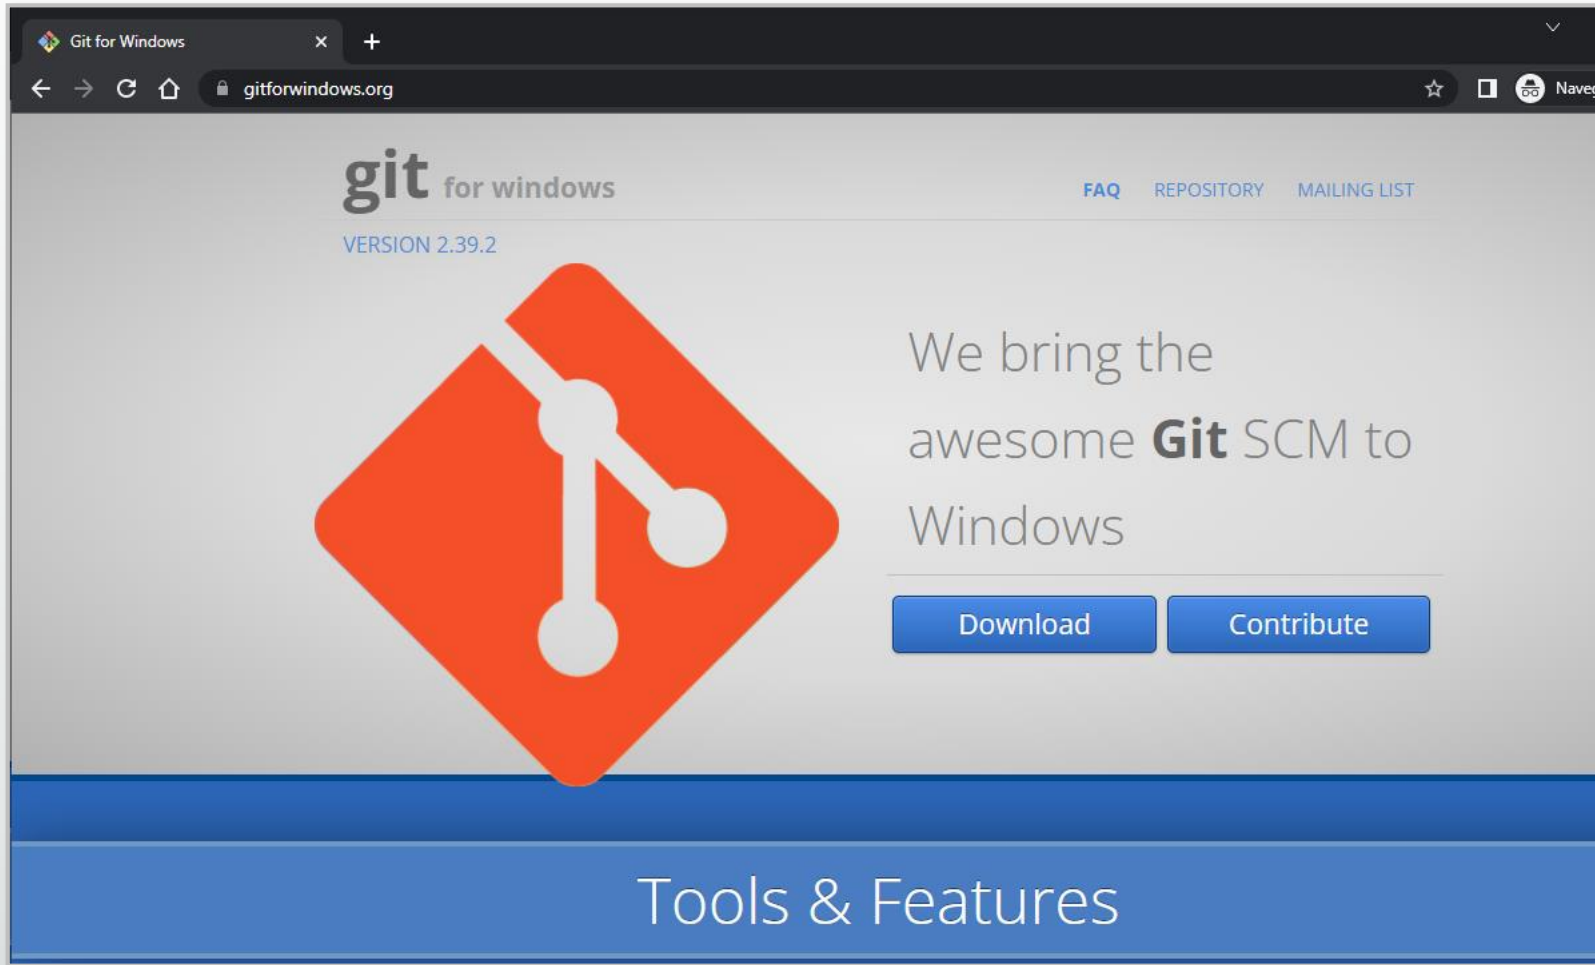 Git for Windows
gitforwindows.org
Naveg
git for windows
FAQ REPOSITORY MAILING LIST
VERSION 2.39.2
We bring the
awesome Git SCM to
Windows
Download Contribute
Tools & Features